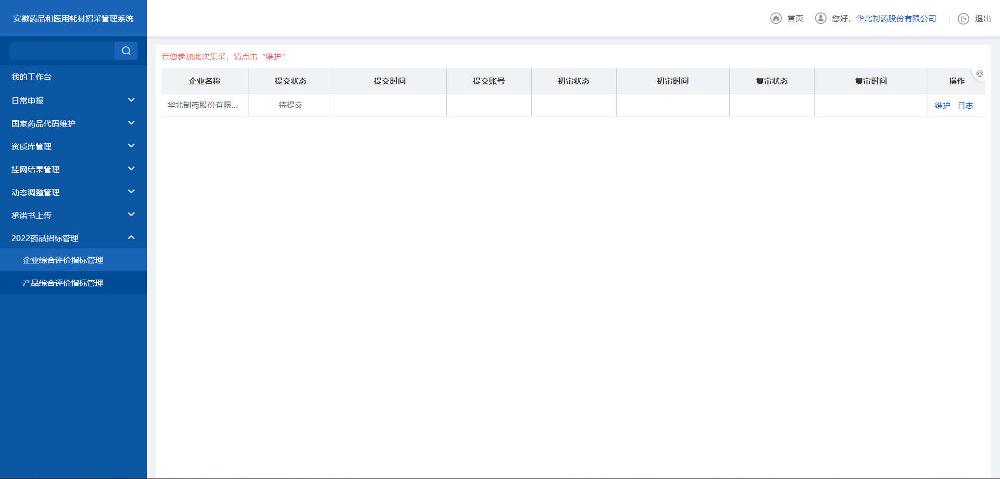 安徽药品和医用耗材招采管理系统
首页
您好，华北制药股份有限公司
退出
我的工作台
日常申报
国家药品代码维护
资质库管理
挂网结果管理
动态调整管理
承诺书上传
2022药品招标管理
企业综合评价指标管理
产品综合评价指标管理
若您参加此次集采，请点击“维护”
企业名称 提交状态 提交时间 提交账号 初审状态 初审时间 复审状态 复审时间 操作
华北制药股份有限... 待提交 维护 日志